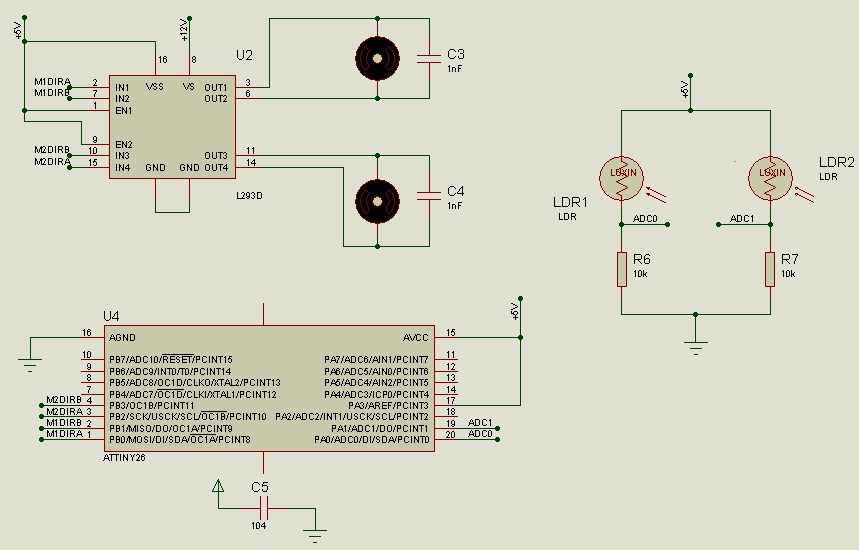 +5V
+12V
U2
16
8
M1DIRA
2
IN1
VSS
VS
OUT1
3
M1DIRB
7
IN2
OUT2
6
1
EN1
9
EN2
M2DIRB
10
IN3
OUT3
11
M2DIRA
15
IN4
GND
GND
OUT4
14
L293D
C3
1nF
C4
1nF
+5V
LUXIN
LUXIN
LDR1
LDR
LDR2
LDR
ADC0
ADC1
R6
10k
R7
10k
U4
+5V
16
AGND
AVCC
15
10
PB7/ADC10/RESET/PCINT15
PA7/ADC6/AIN1/PCINT7
11
9
PB6/ADC9/INT0/T0/PCINT14
PA6/ADC5/AIN0/PCINT6
12
8
PB5/ADC8/OC1D/CLKO/XTAL2/PCINT13
PA5/ADC4/AIN2/PCINT5
13
7
PB4/ADC7/OC1D/CLKI/XTAL1/PCINT12
PA4/ADC3/ICP0/PCINT4
14
M2DIRB
4
PB3/OC1B/PCINT11
PA3/AREF/PCINT3
17
M2DIRA
3
PB2/SCK/USCK/SCL/OC1B/PCINT10
PA2/ADC2/INT1/USCK/SCL/PCINT2
18
M1DIRB
2
PB1/MISO/DO/OC1A/PCINT9
PA1/ADC1/DO/PCINT1
19
ADC1
M1DIRA
1
PB0/MOSI/DI/SDA/OC1A/PCINT8
PA0/ADC0/DI/SDA/PCINT0
20
ADC0
ATTINY26
C5
104